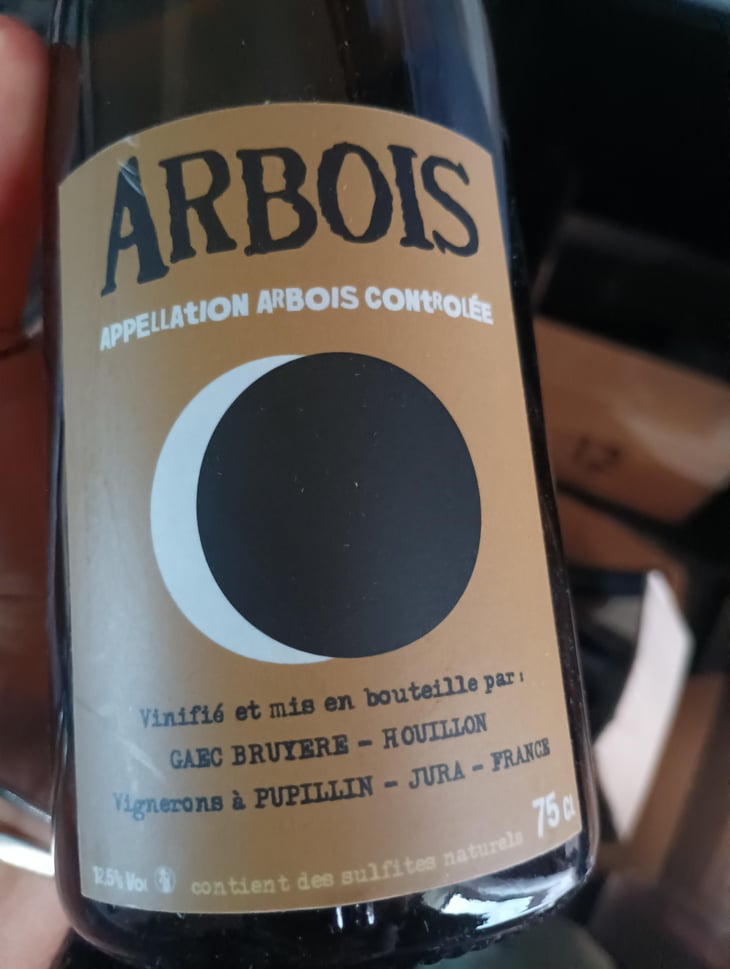 ARBOIS
APPELLAtION ARBOIS CONtROLÉE
Vinifié et mis en bouteille par:
GAEC BRUYERE - HOUILLON
Vignerons à PUPILLIN - JURA - FRANCE
75 CL
12.5% Vol contient des sulfites naturels
12